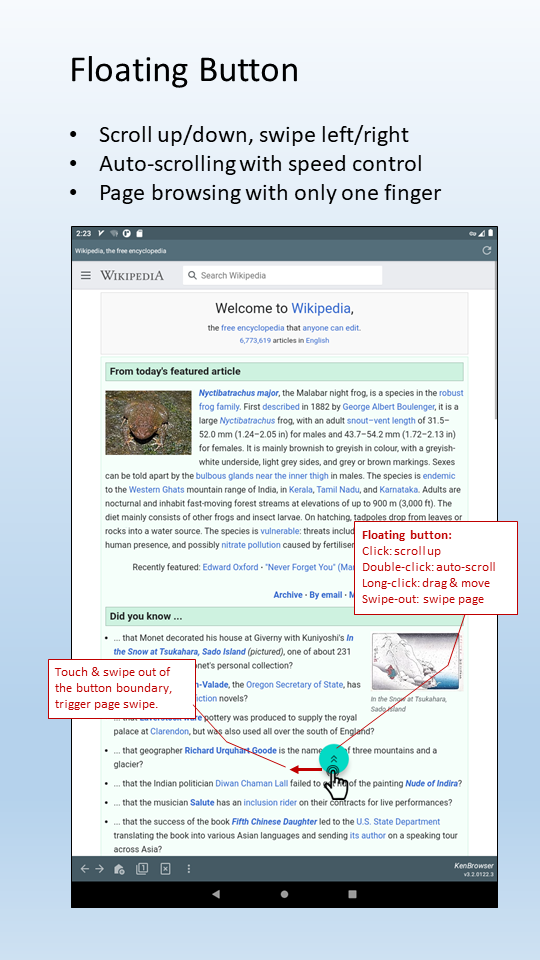 Floating Button
• Scroll up/down, swipe left/right
• Auto-scrolling with speed control
• Page browsing with only one finger
2:23
Wikipedia, the free encyclopedia
WIKIPEDIA
Search Wikipedia
Welcome to Wikipedia,
the free encyclopedia that anyone can edit.
6,773,619 articles in English
From today's featured article
Nyctibatrachus major, the Malabar night frog, is a species in the robust
frog family. First described in 1882 by George Albert Boulenger, it is a
large Nyctibatrachus frog, with an adult snout–vent length of 31.5–
52.0 mm (1.24–2.05 in) for males and 43.7–54.2 mm (1.72–2.13 in)
for females. It is mainly brownish to greyish in colour, with a greyish-
white underside, light grey sides, and grey or brown markings. Sexes
can be told apart by the bulbous glands near the inner thigh in males. The species is endemic
to the Western Ghats mountain range of India, in Kerala, Tamil Nadu, and Karnataka. Adults are
nocturnal and inhabit fast-moving forest streams at elevations of up to 900 m (3,000 ft). The
diet mainly consists of other frogs and insect larvae. On hatching, tadpoles drop from leaves or
rocks into a water source. The species is vulnerable: threats includ
human presence, and possibly nitrate pollution caused by fertiliser
Recently featured: Edward Oxford · "Never Forget You" (Ma
Archive · By email · M
Floating button:
Click: scroll up
Double-click: auto-scroll
Long-click: drag & move
Swipe-out: swipe page
Did you know ...
• ... that Monet decorated his house at Giverny with Kuniyoshi's In
the Snow at Tsukahara, Sado Island (pictured), one of about 231
net's personal collection?
n-Valade, the Oregon Secretary of State, has
iction novels?
In the Snow at Tsukahara,
Sado Island
Touch & swipe out of
the button boundary,
trigger page swipe.
• ... that Laverstock ware pottery was produced to supply the royal
palace at Clarendon, but was also used all over the south of England?
• ... that geographer Richard Urquhart Goode is the name of three mountains and a
glacier?
• ... that the Indian politician Diwan Chaman Lall failed to of the painting Nude of Indira?
• ... that the musician Salute has an inclusion rider on their contracts for live performances?
• ... that the success of the book Fifth Chinese Daughter led to the U.S. State Department
translating the book into various Asian languages and sending its author on a speaking tour
across Asia?
1
KenBrowser
v3.2.0122.3